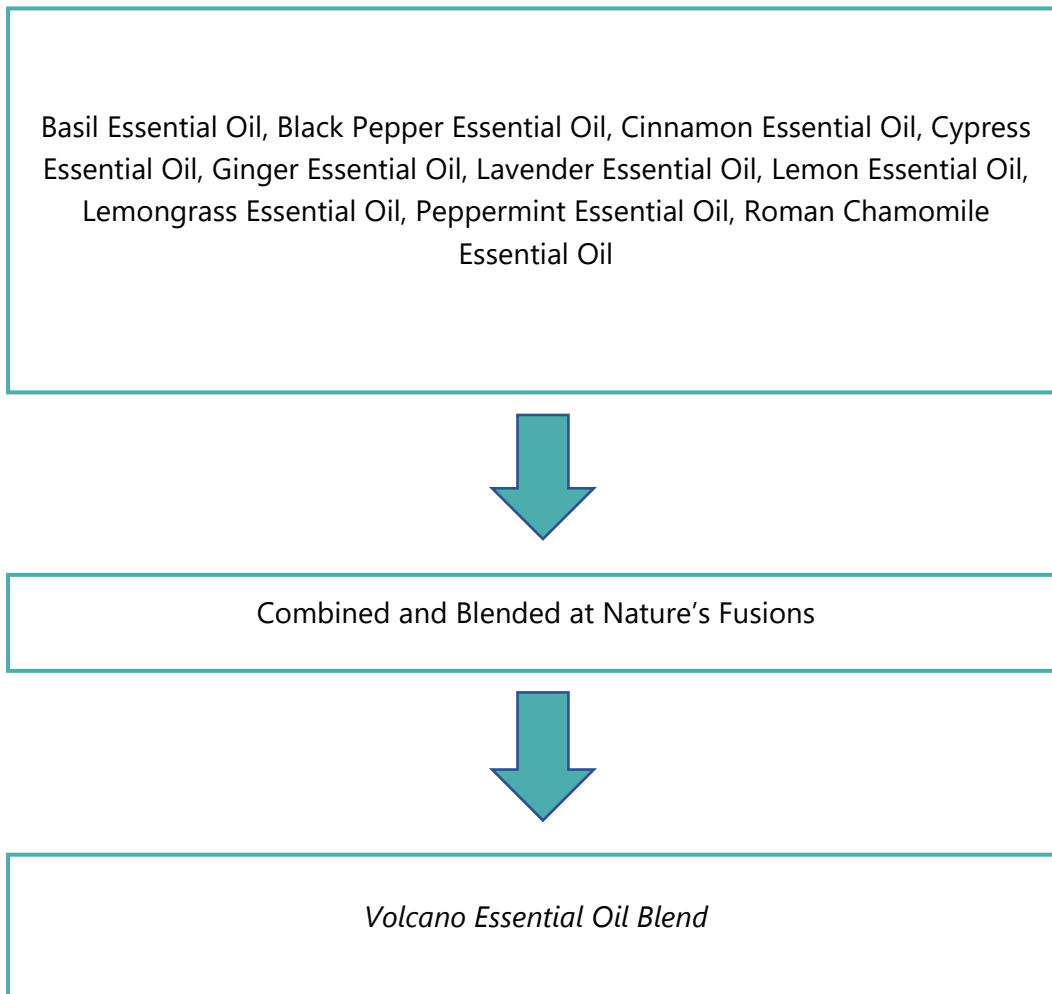 Basil Essential Oil, Black Pepper Essential Oil, Cinnamon Essential Oil, Cypress
Essential Oil, Ginger Essential Oil, Lavender Essential Oil, Lemon Essential Oil,
Lemongrass Essential Oil, Peppermint Essential Oil, Roman Chamomile
Essential Oil
Combined and Blended at Nature’s Fusions
Volcano Essential Oil Blend